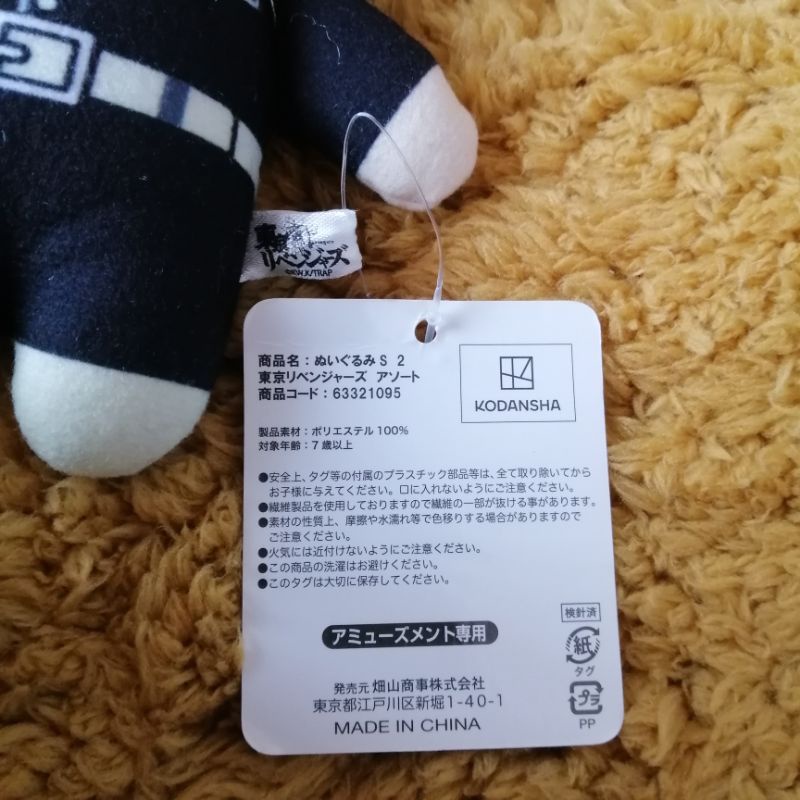 東京
リベンジャーズ
商品名：ぬいぐるみ S 2
東京リベンジャーズ アソート
商品コード：63321095
KODANSHA
製品素材：ポリエステル 100%
対象年齢：7 歳以上
●安全上、タグ等の付属のプラスチック部品等は、全て取り除いてから
お子様に与えてください。口に入れないようにご注意ください。
●繊維製品を使用しておりますので繊維の一部が抜ける事があります。
●素材の性質上、摩擦や水濡れ等で色移りする場合がありますので
ご注意ください。
●火気には近付けないようにご注意ください。
●この商品の洗濯はお避けください。
●このタグは大切に保存してください。
検針済
アミューズメント専用
紙
タグ
プラ
PP
発売元 畑山商事株式会社
東京都江戸川区新堀 1-40-1
MADE IN CHINA